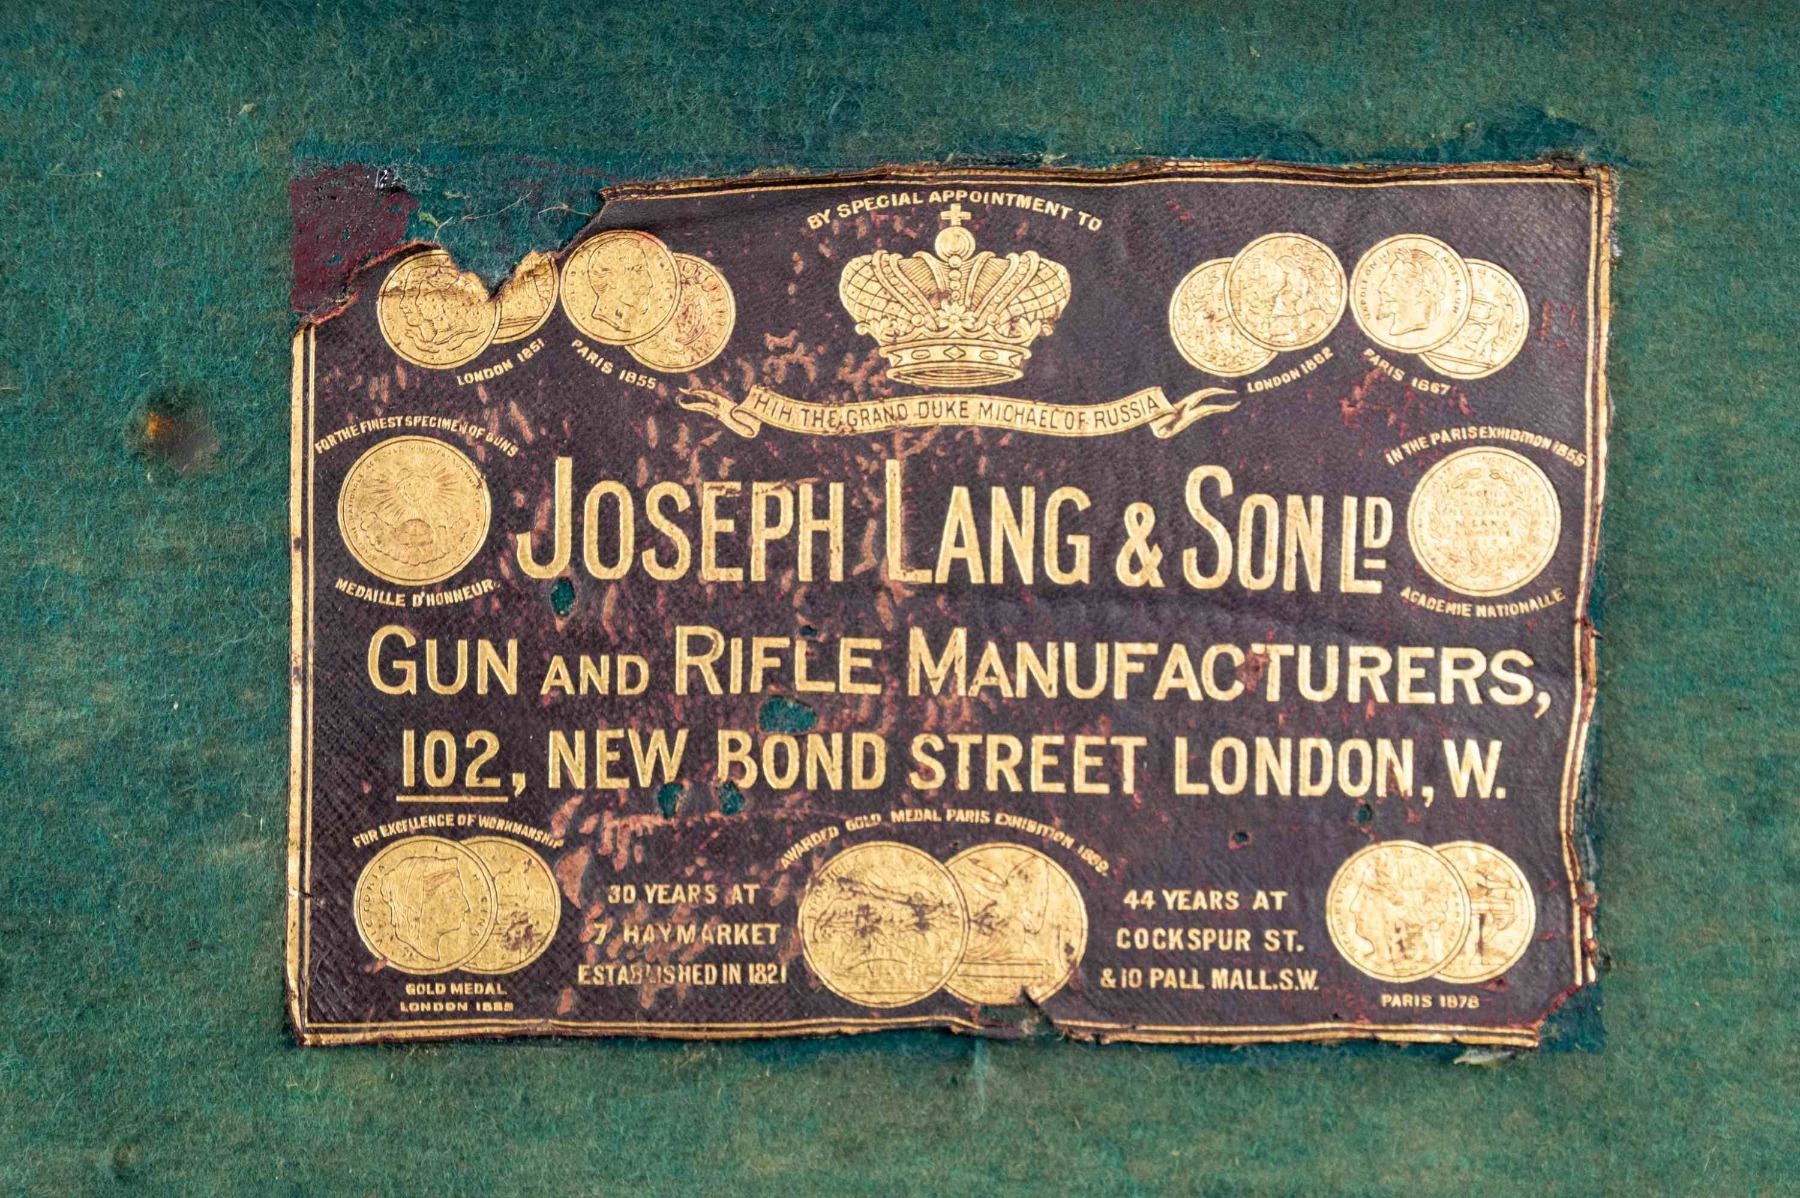 BY SPECIAL APPOINTMENT TO
LONDON 1851
PARIS 1855
LONDON 1862
PARIS 1867
H.I.H THE GRAND DUKE MICHAEL OF RUSSIA
FOR THE FINEST SPECIMEN OF GUNS
MEDAILLE D'HONNEUR
IN THE PARIS EXHIBITION 1855
ACADEMIE NATIONALLE
JOSEPH LANG & SON LD
GUN AND RIFLE MANUFACTURERS,
102, NEW BOND STREET LONDON, W.
FOR EXCELLENCE OF WORKMANSHIP
GOLD MEDAL
LONDON 1885
30 YEARS AT
7 HAYMARKET
ESTABLISHED IN 1821
AWARDED GOLD MEDAL PARIS EXHIBITION 1889.
44 YEARS AT
COCKSPUR ST.
& 10 PALL MALL.S.W.
PARIS 1878